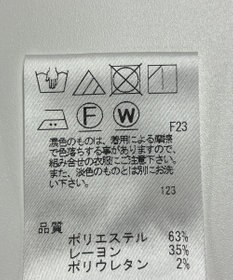 F W
F23
濃色のものは、着用による摩擦
で色落ちする事がありますので、
組み合せの衣服にご注意下さい。
また、淡色のものとは別にお洗
い下さい。
123
品質
ポリエステル 63%
レーヨン 35%
ポリウレタン 2%